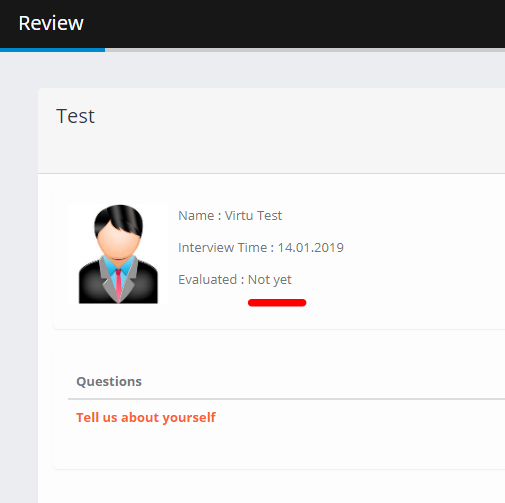 Review
Test
Name : Virtu Test
Interview Time : 14.01.2019
Evaluated : Not yet
Questions
Tell us about yourself